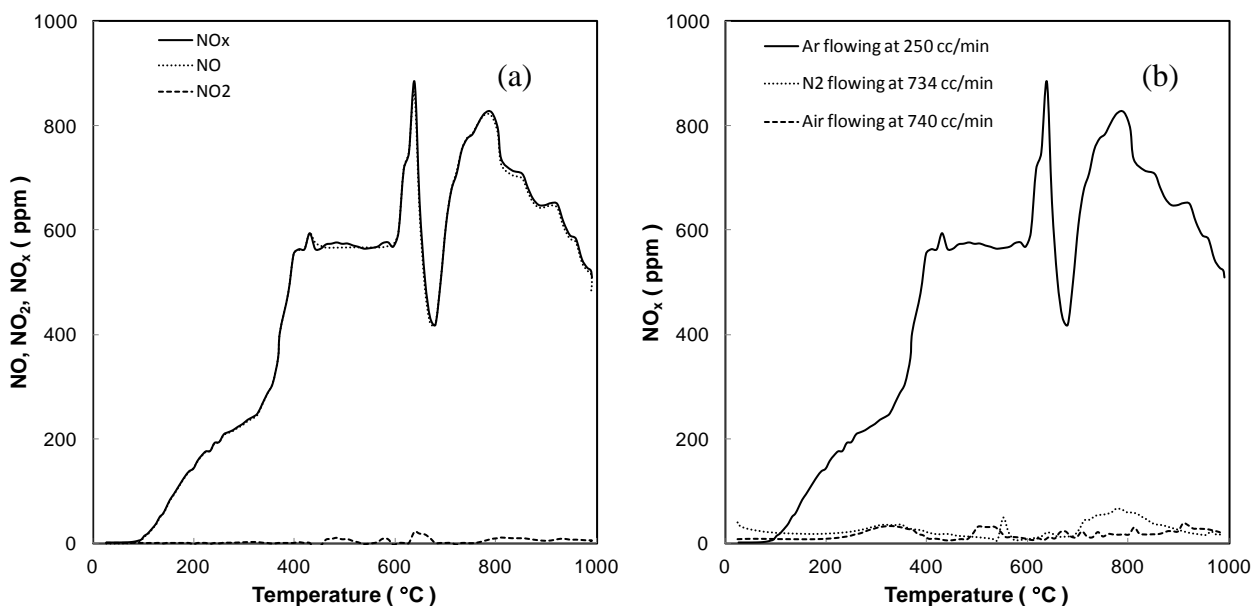 1000
800
600
400
200
0
NO, NO2, NOx ( ppm )
NOx
NO
NO2
(a)
0 200 400 600 800 1000
Temperature ( °C )
1000
800
600
400
200
0
NOx ( ppm )
Ar flowing at 250 cc/min
N2 flowing at 734 cc/min
Air flowing at 740 cc/min
(b)
0 200 400 600 800 1000
Temperature ( °C )